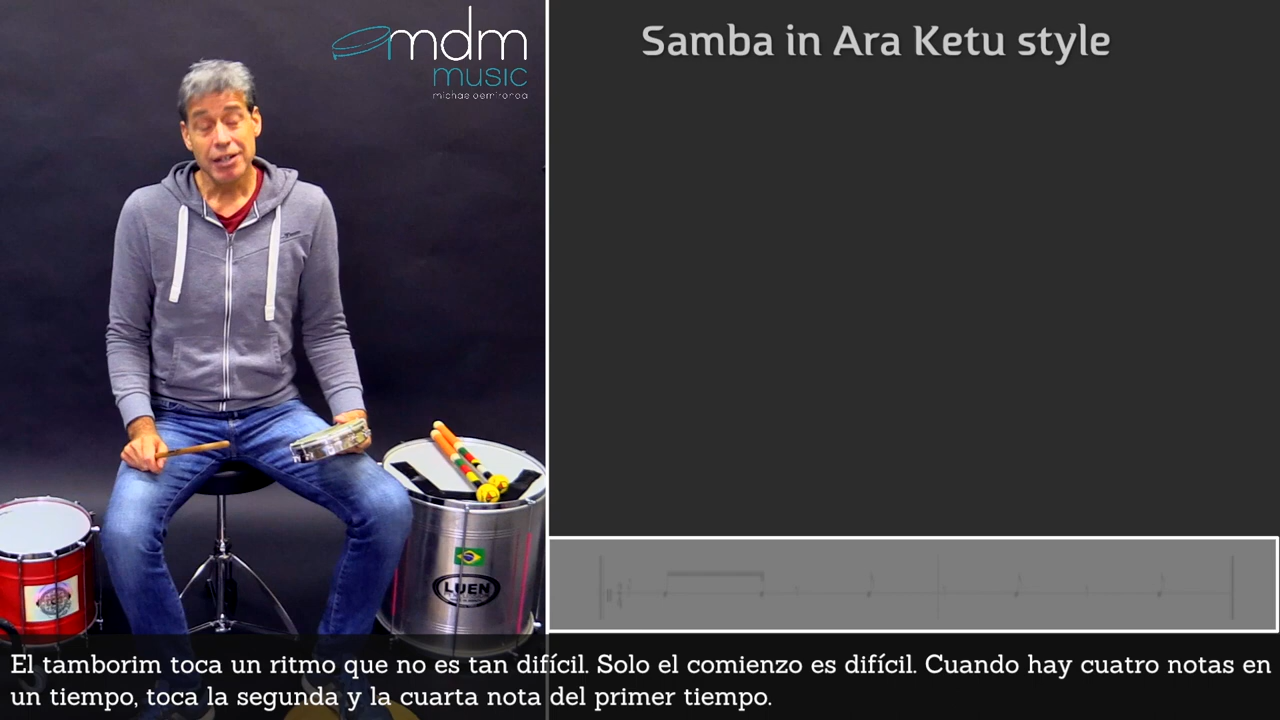 mdm
music
Samba in Ara Ketu style
LUEN
El tamborim toca un ritmo que no es tan difícil. Solo el comienzo es difícil. Cuando hay cuatro notas en
un tiempo, toca la segunda y la cuarta nota del primer tiempo.